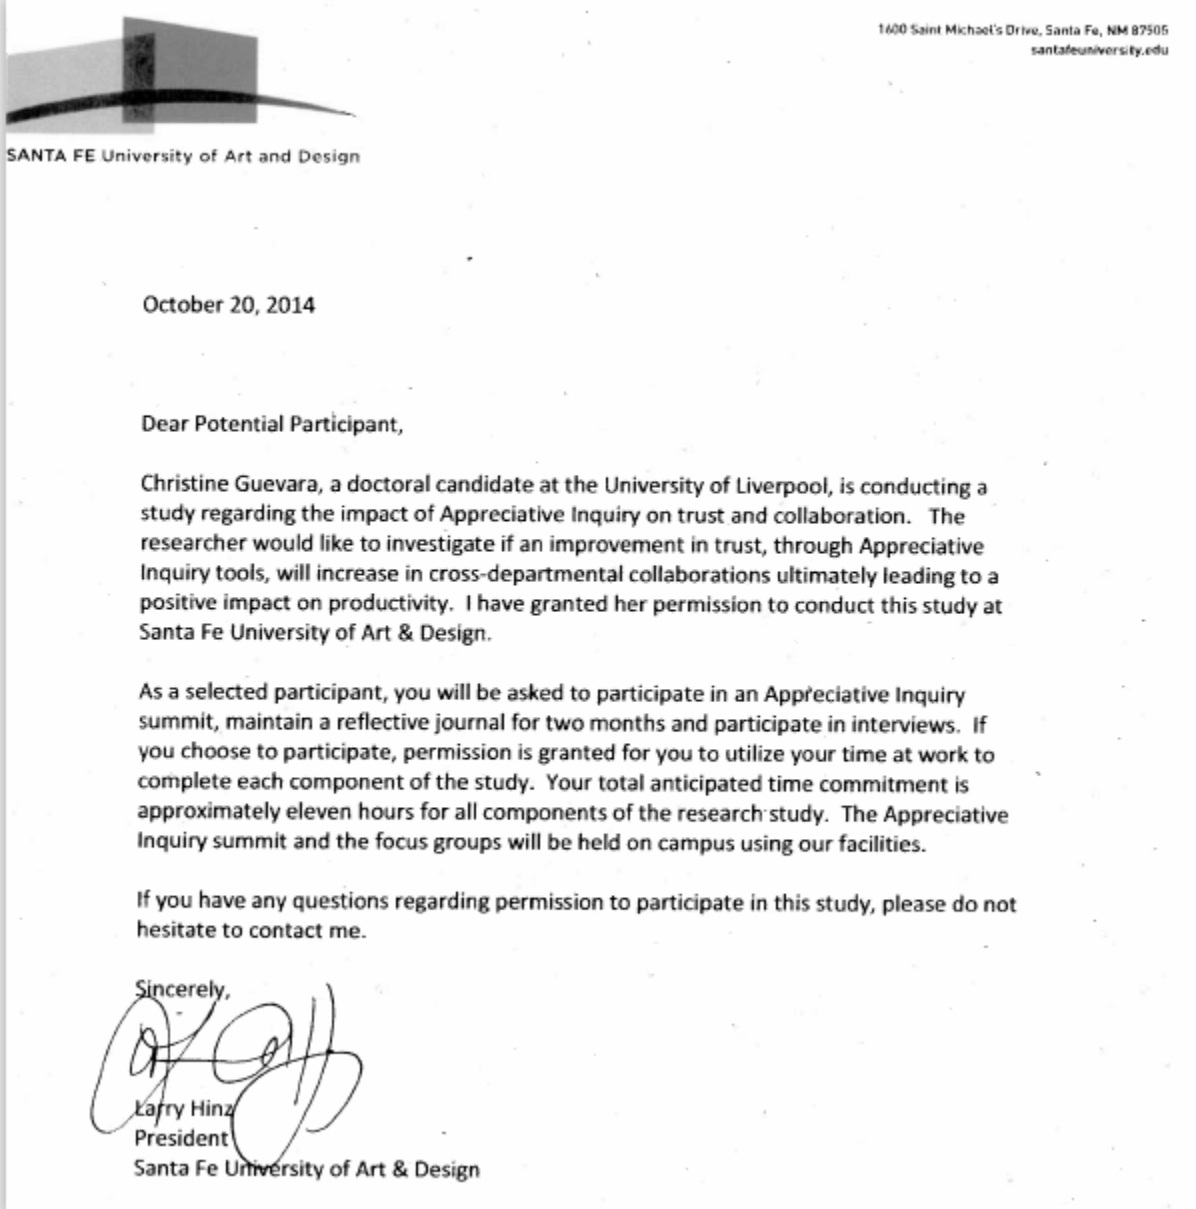 1600 Saint Michael's Drive, Santa Fe, NM 87505
santafeuniversity.edu
SANTA FE University of Art and Design
October 20, 2014
Dear Potential Participant,
Christine Guevara, a doctoral candidate at the University of Liverpool, is conducting a
study regarding the impact of Appreciative Inquiry on trust and collaboration. The
researcher would like to investigate if an improvement in trust, through Appreciative
Inquiry tools, will increase in cross-departmental collaborations ultimately leading to a
positive impact on productivity. I have granted her permission to conduct this study at
Santa Fe University of Art & Design.
As a selected participant, you will be asked to participate in an Appreciative Inquiry
summit, maintain a reflective journal for two months and participate in interviews. If
you choose to participate, permission is granted for you to utilize your time at work to
complete each component of the study. Your total anticipated time commitment is
approximately eleven hours for all components of the research study. The Appreciative
Inquiry summit and the focus groups will be held on campus using our facilities.
If you have any questions regarding permission to participate in this study, please do not
hesitate to contact me.
Sincerely,
Larry Hinz
President
Santa Fe University of Art & Design